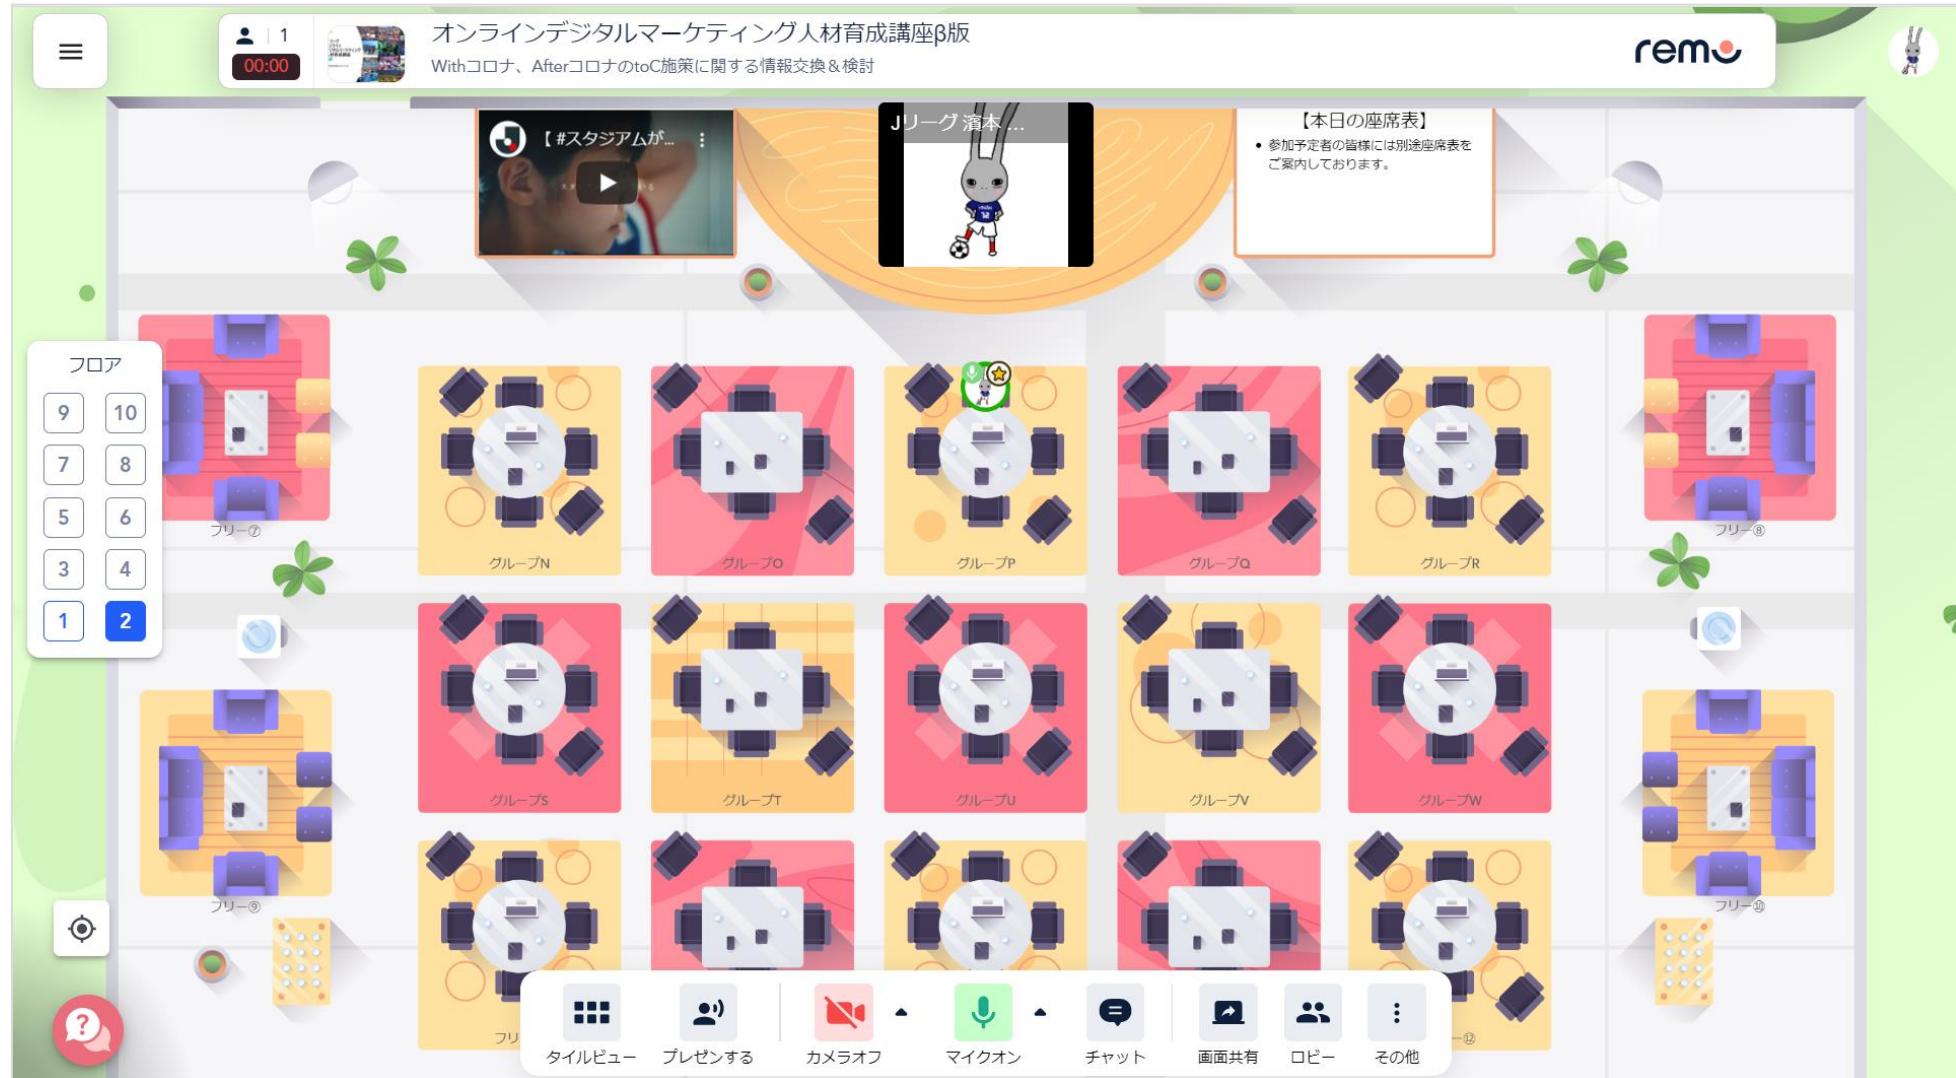 1
00:00
オンラインデジタルマーケティング人材育成講座β版
Withコロナ、AfterコロナのtoC施策に関する情報交換＆検討
remo
【 #スタジアムが...
Jリーグ 濱本 ...
【本日の座席表】
• 参加予定者の皆様には別途座席表を
ご案内しております。
フロア
9 10
7 8
5 6
3 4
1 2
フリー⑦
フリー⑧
グループN
グループO
グループP
グループQ
グループR
グループS
グループT
グループU
グループV
グループW
フリー⑨
フリー⑩
フリ
ー⑫
タイルビュー
プレゼンする
カメラオフ
マイクオン
チャット
画面共有
ロビー
その他